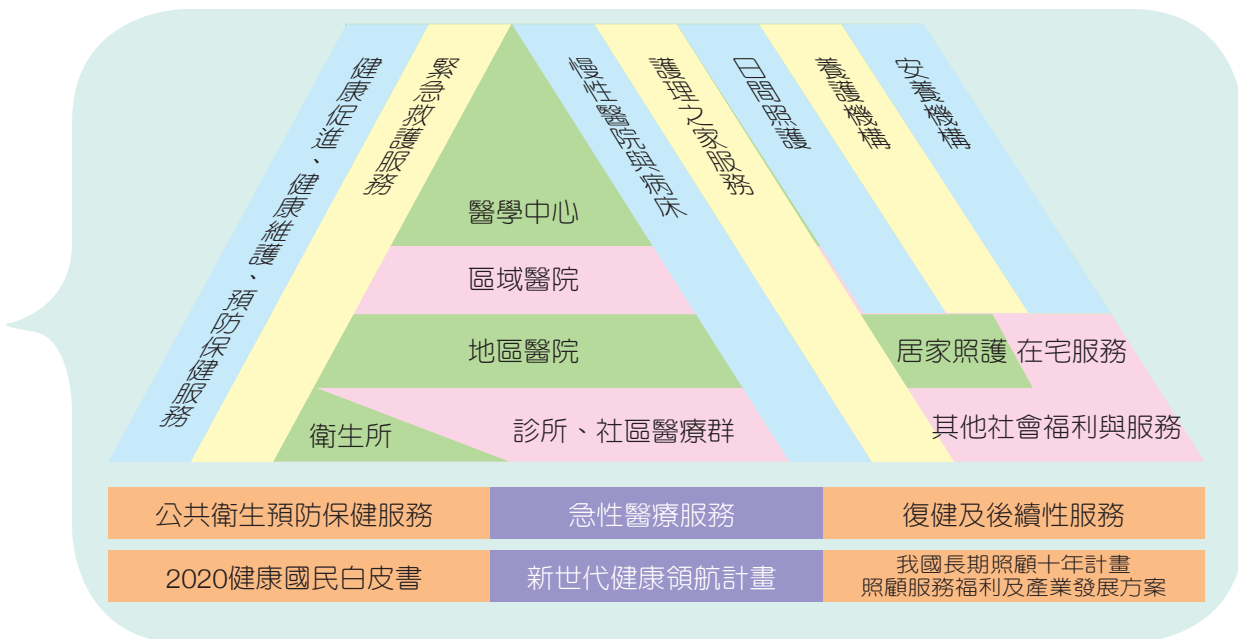 健康促進、健康維護、預防保健服務
緊急救護服務
慢性醫院與病床
護理之家服務
日間照護
養護機構
安養機構
醫學中心
區域醫院
地區醫院
居家照護 在宅服務
衛生所
診所、社區醫療群
其他社會福利與服務
公共衛生預防保健服務
急性醫療服務
復健及後續性服務
2020健康國民白皮書
新世代健康領航計畫
我國長期照顧十年計畫
照顧服務福利及產業發展方案